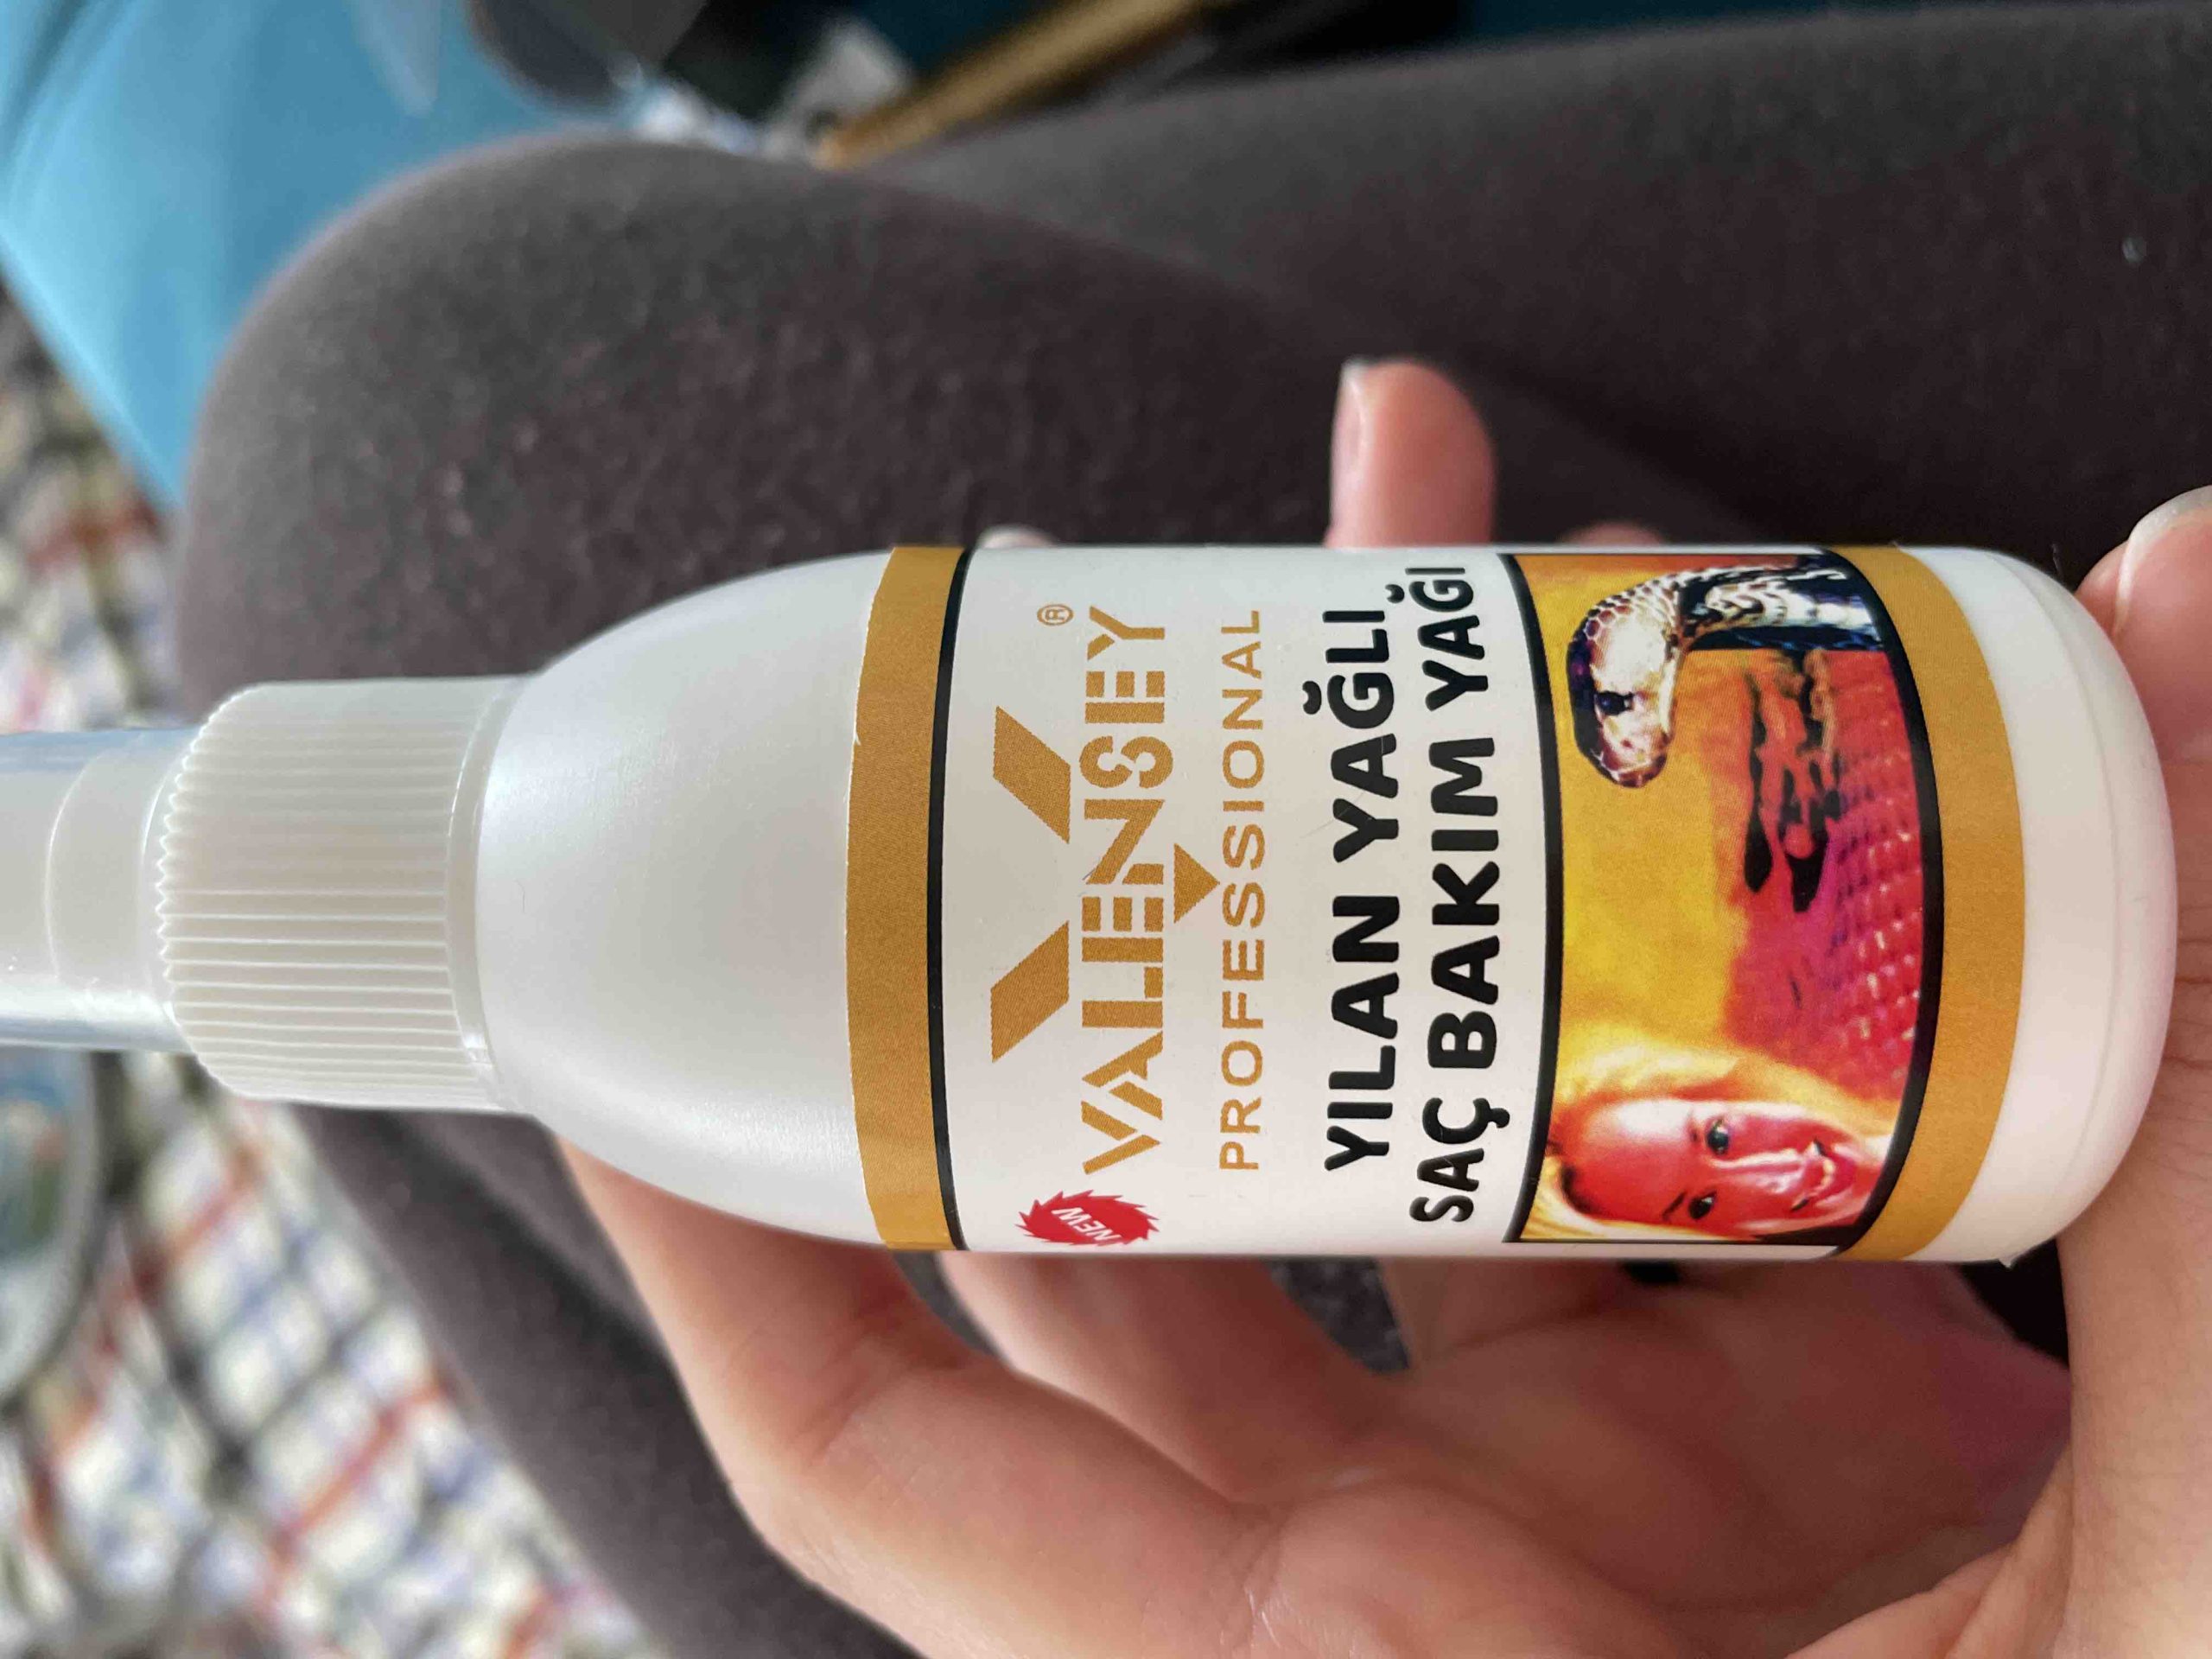 NEW
VALENSEY ®
PROFESSIONAL
YILAN YAĞLI
SAÇ BAKIM YAĞI